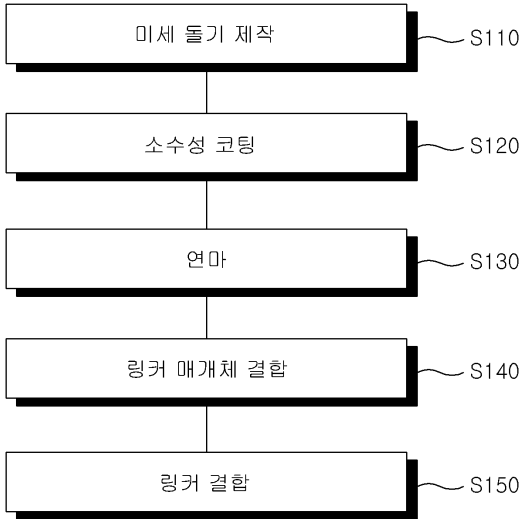 미세 돌기 제작
S110
소수성 코팅
S120
연마
S130
링커 매개체 결합
S140
링커 결합
S150